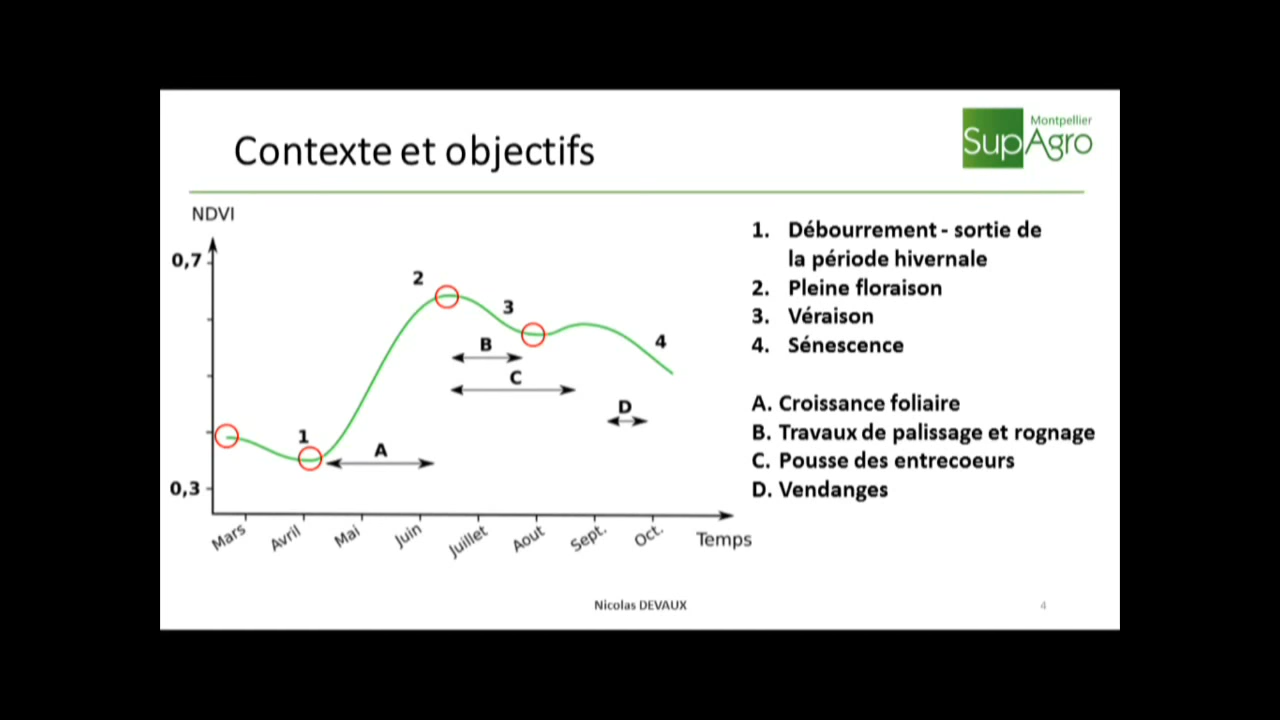 Contexte et objectifs
Montpellier
SupAgro
NDVI
0,7
0,3
1
2
3
4
A
B
C
D
Mars
Avril
Mai
Juin
Juillet
Aout
Sept.
Oct.
Temps
1. Débourrement - sortie de
la période hivernale
2. Pleine floraison
3. Véraison
4. Sénescence
A. Croissance foliaire
B. Travaux de palissage et rognage
C. Pousse des entrecoeurs
D. Vendanges
Nicolas DEVAUX
4